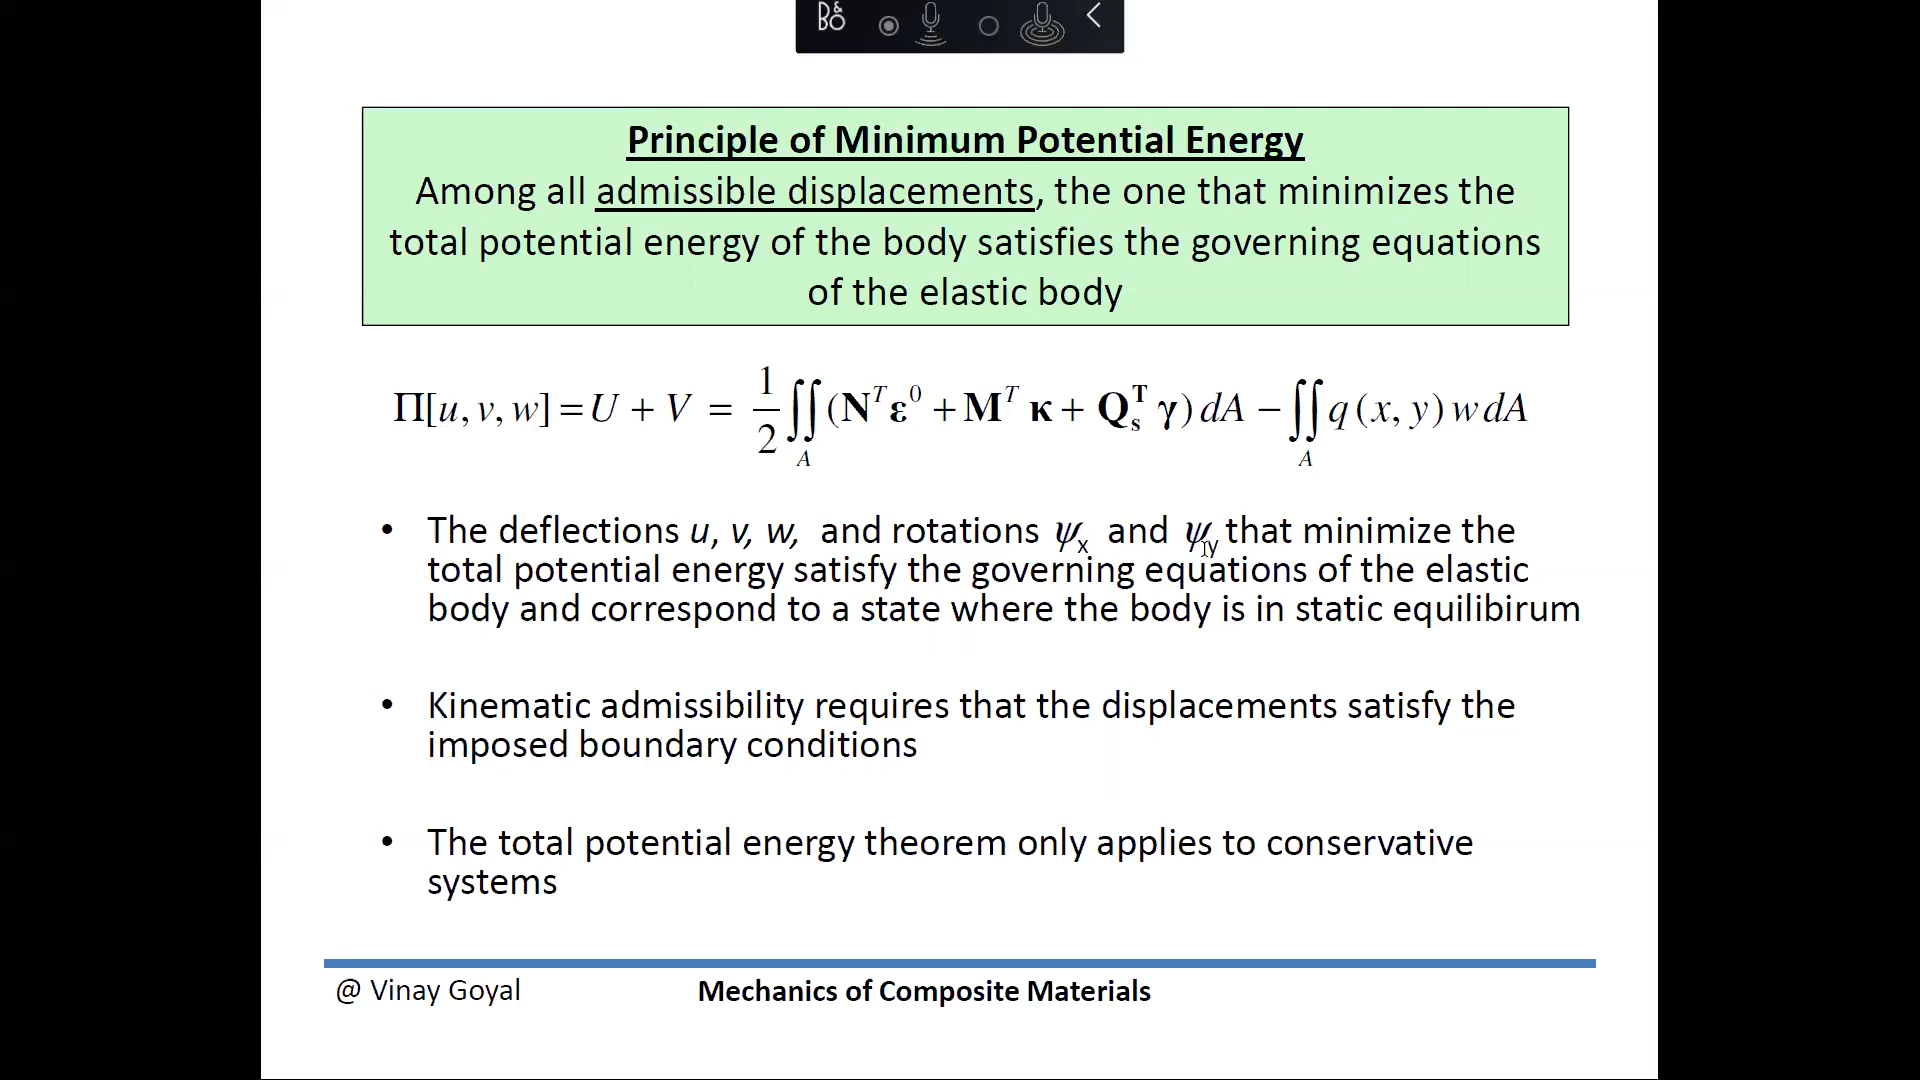 B&O
Principle of Minimum Potential Energy
Among all admissible displacements, the one that minimizes the
total potential energy of the body satisfies the governing equations
of the elastic body
Π[u, v, w] = U + V = 1/2 ∬_A (N^T ε^0 + M^T κ + Q_s^T γ) dA − ∬_A q(x, y) w dA
• The deflections u, v, w, and rotations ψ_x and ψ_y that minimize the
total potential energy satisfy the governing equations of the elastic
body and correspond to a state where the body is in static equilibirum
• Kinematic admissibility requires that the displacements satisfy the
imposed boundary conditions
• The total potential energy theorem only applies to conservative
systems
@ Vinay Goyal
Mechanics of Composite Materials